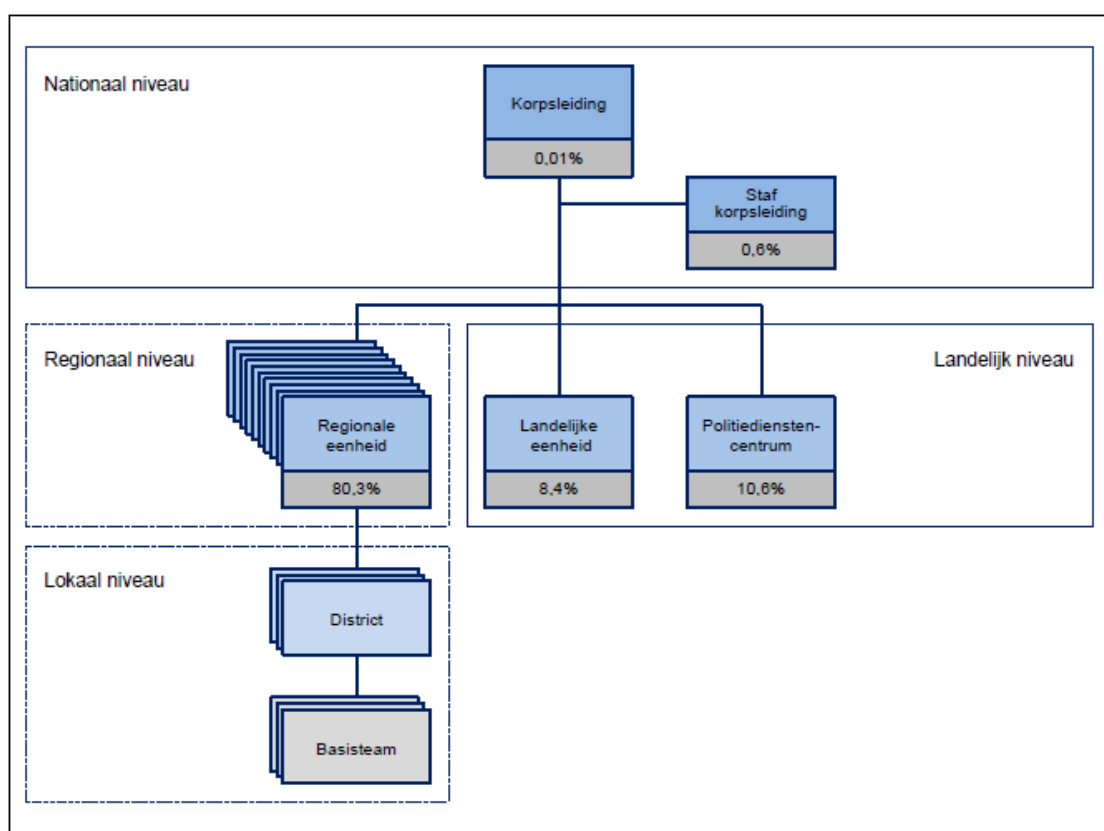 Nationaal niveau
Korpsleiding
0,01%
Staf
korpsleiding
0,6%
Regionaal niveau
Landelijk niveau
Regionale
eenheid
80,3%
Landelijke
eenheid
8,4%
Politiediensten-
centrum
10,6%
Lokaal niveau
District
Basisteam